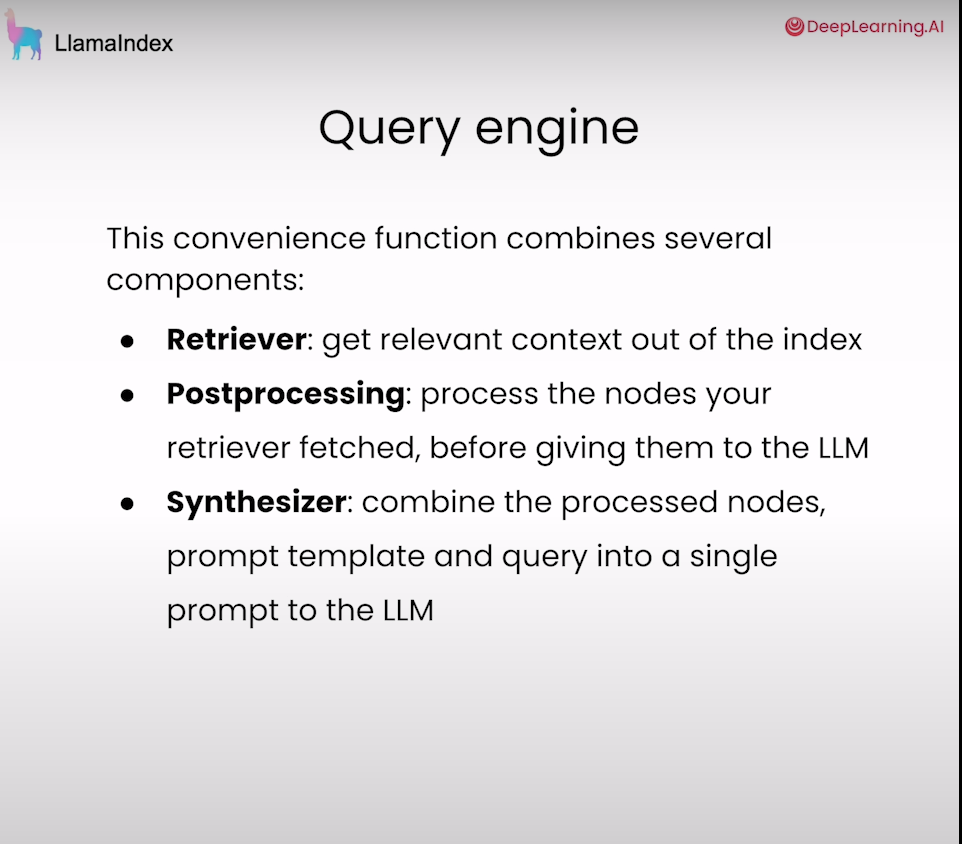 LlamaIndex
DeepLearning.AI
Query engine
This convenience function combines several
components:
● Retriever: get relevant context out of the index
● Postprocessing: process the nodes your
retriever fetched, before giving them to the LLM
● Synthesizer: combine the processed nodes,
prompt template and query into a single
prompt to the LLM